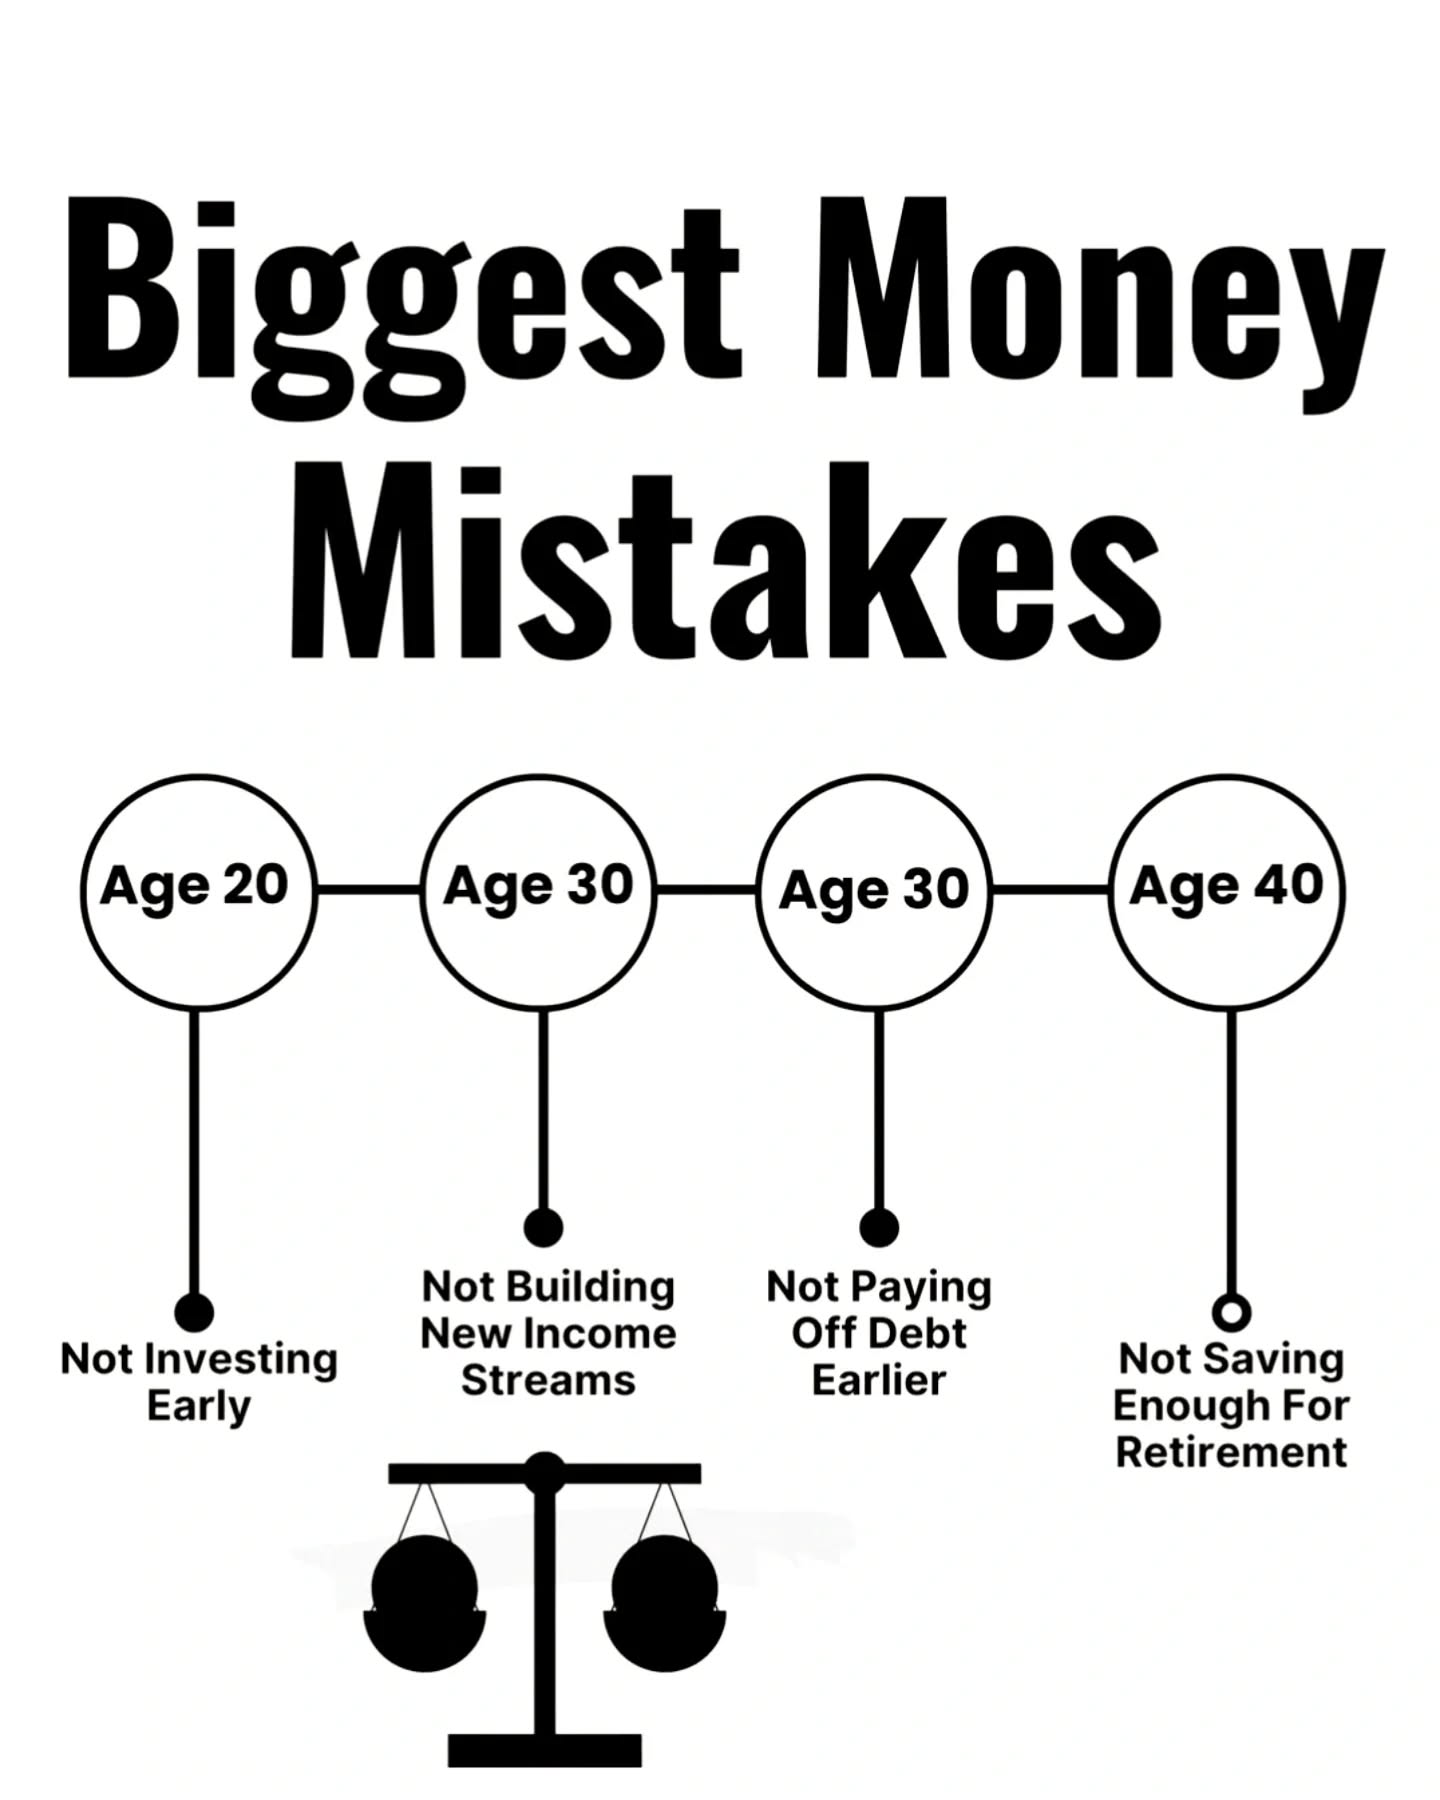 Biggest Money
Mistakes
Age 20
Age 30
Age 30
Age 40
Not Investing
Early
Not Building
New Income
Streams
Not Paying
Off Debt
Earlier
Not Saving
Enough For
Retirement